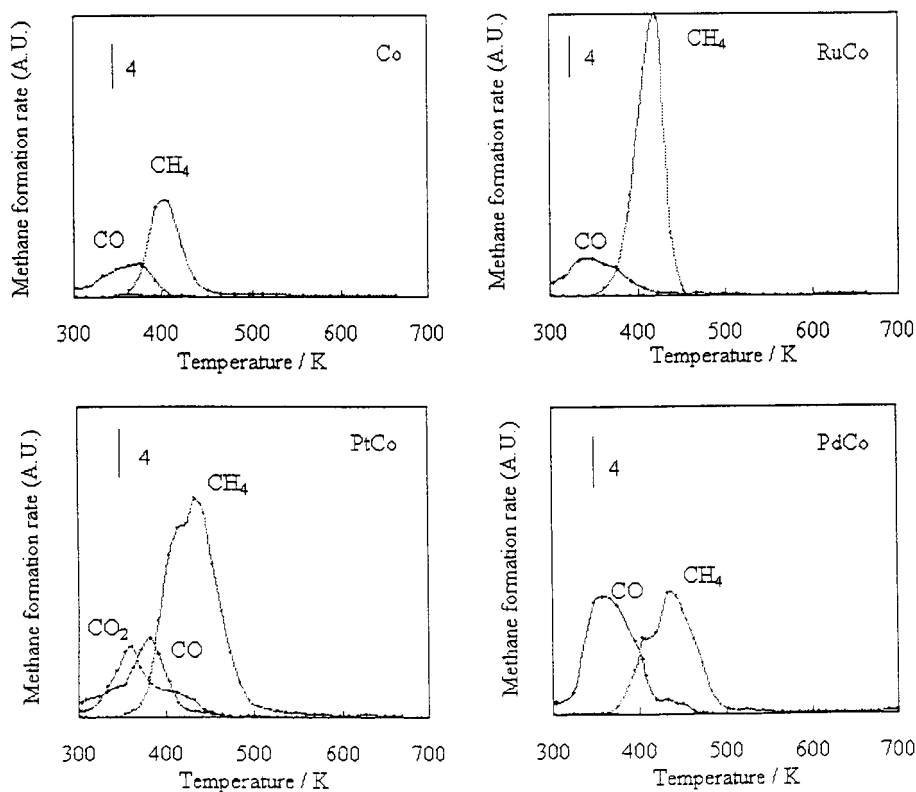 Methane formation rate (A.U.)
4
Co
CH4
CO
300 400 500 600 700
Temperature / K
Methane formation rate (A.U.)
4
CH4
RuCo
CO
300 400 500 600 700
Temperature / K
Methane formation rate (A.U.)
4
PtCo
CH4
CO2
CO
300 400 500 600 700
Temperature / K
Methane formation rate (A.U.)
4
PdCo
CO
CH4
300 400 500 600 700
Temperature / K